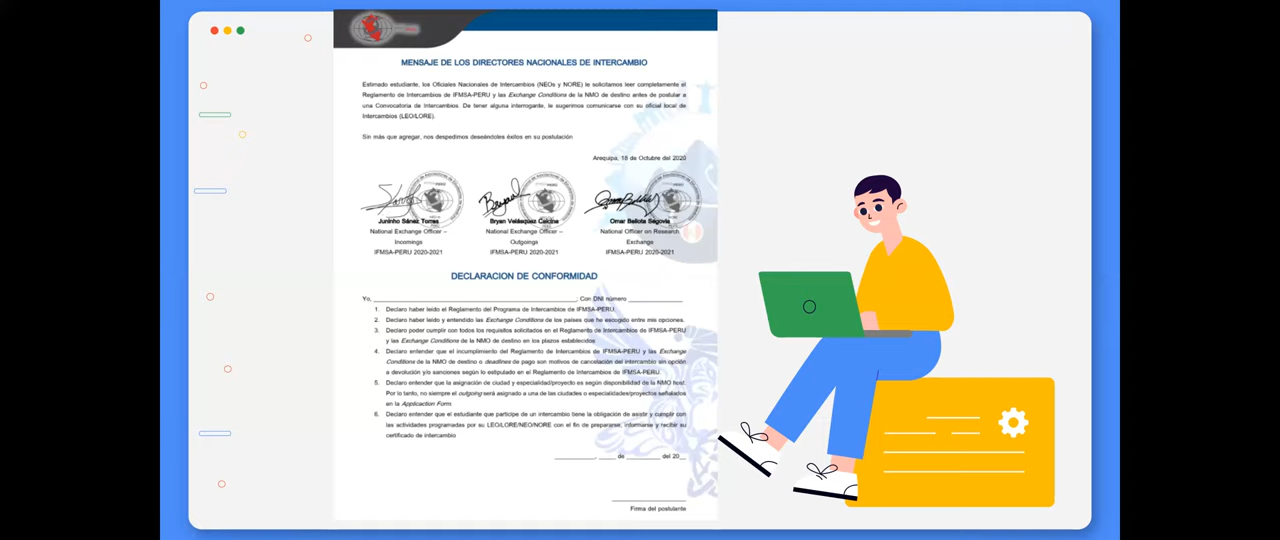 MENSAJE DE LOS DIRECTORES NACIONALES DE INTERCAMBIO
Estimado estudiante, los Oficiales Nacionales de Intercambios (NEOs y NORE) le solicitamos leer completamente el
Reglamento de Intercambios de IFMSA-PERU y las Exchange Conditions de la NMO de destino antes de postular a
una Convocatoria de Intercambios. De tener alguna interrogante, le sugerimos comunicarse con su oficial local de
Intercambios (LEO/LORE).
Sin más que agregar, nos despedimos deseándoles éxitos en su postulación
Arequipa, 18 de Octubre del 2020
Juninho Sánez Torres Bryan Velásquez Calcina Omar Bellota Segovia
National Exchange Officer – National Exchange Officer – National Officer on Research
Incomings Outgoings Exchange
IFMSA-PERU 2020-2021 IFMSA-PERU 2020-2021 IFMSA-PERU 2020-2021
DECLARACION DE CONFORMIDAD
Yo, ____________________, Con DNI número __________
1. Declaro haber leído el Reglamento del Programa de Intercambios de IFMSA-PERU.
2. Declaro haber leído y entendido las Exchange Conditions de los países que he escogido entre mis opciones.
3. Declaro poder cumplir con todos los requisitos solicitados en el Reglamento de Intercambios de IFMSA-PERU
y las Exchange Conditions de la NMO de destino en los plazos establecidos
4. Declaro entender que el incumplimiento del Reglamento de Intercambios de IFMSA-PERU y las Exchange
Conditions de la NMO de destino o deadlines de pago son motivos de cancelación del intercambio sin opción
a devolución y/o sanciones según lo estipulado en el Reglamento de Intercambios de IFMSA-PERU.
5. Declaro entender que la asignación de ciudad y especialidad/proyecto es según disponibilidad de la NMO host.
Por lo tanto, no siempre el outgoing será asignado a una de las ciudades o especialidades/proyectos señalados
en la Applicaction Form.
6. Declaro entender que el estudiante que participe de un intercambio tiene la obligación de asistir y cumplir con
las actividades programadas por su LEO/LORE/NEO/NORE con el fin de prepararse, informarse y recibir su
certificado de intercambio
________, ____ de ________ del 20__
Firma del postulante